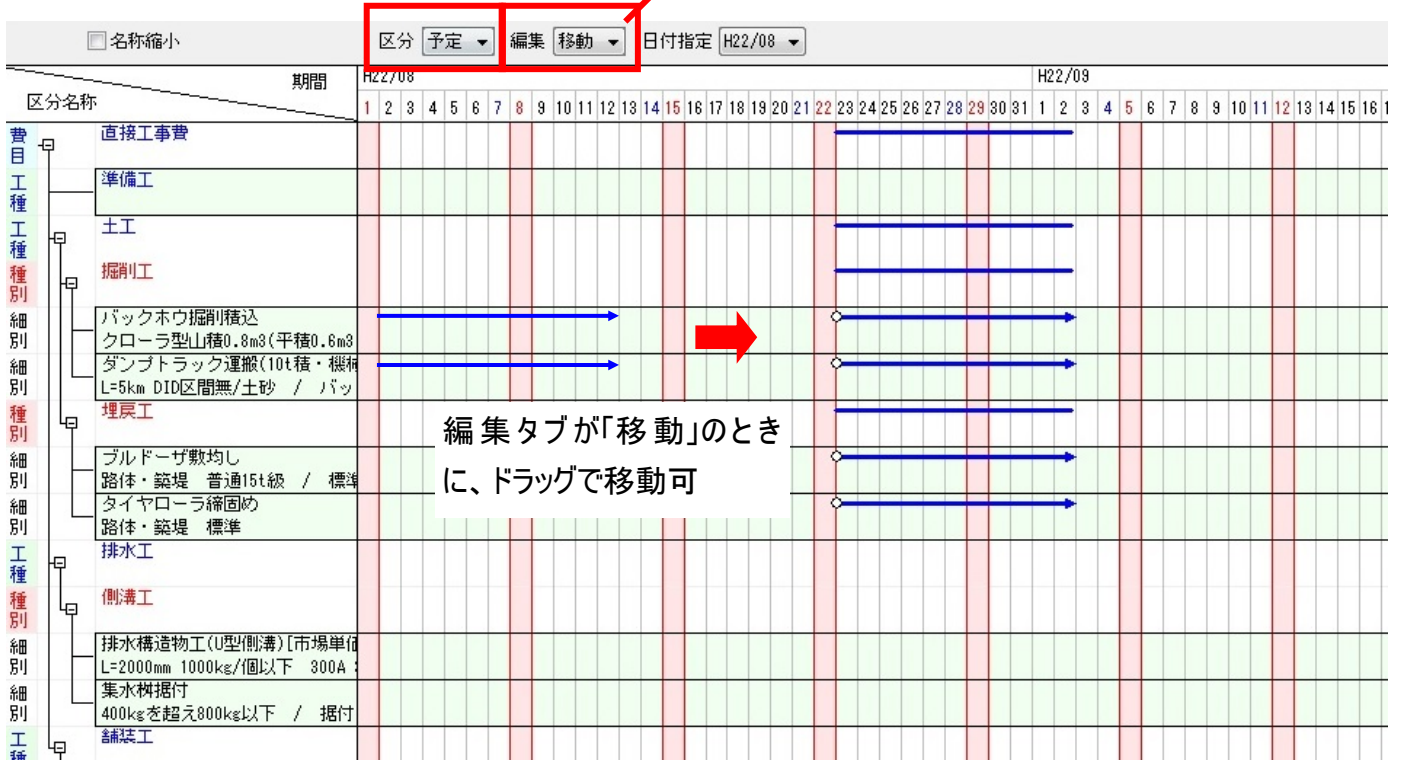 名称縮小 区分 予定 編集 移動 日付指定 H22/08
期間 H22/08 H22/09
区分名称 1 2 3 4 5 6 7 8 9 10 11 12 13 14 15 16 17 18 19 20 21 22 23 24 25 26 27 28 29 30 31 1 2 3 4 5 6 7 8 9 10 11 12 13 14 15 16
費目 直接工事費
工種 準備工
工種 土工
種別 掘削工
細別 バックホウ掘削積込
クローラ型山積0.8m3(平積0.6m3
細別 ダンプトラック運搬(10t積・機械
L=5km DID区間無/土砂 / バッ
種別 埋戻工
編集タブが「移動」のとき
に、ドラッグで移動可
細別 ブルドーザ敷均し
路体・築堤 普通15t級 / 標準
細別 タイヤローラ締固め
路体・築堤 標準
工種 排水工
種別 側溝工
細別 排水構造物工(U型側溝)[市場単価
L=2000mm 1000kg/個以下 300A
細別 集水桝据付
400kgを超え800kg以下 / 据付
工種 舗装工